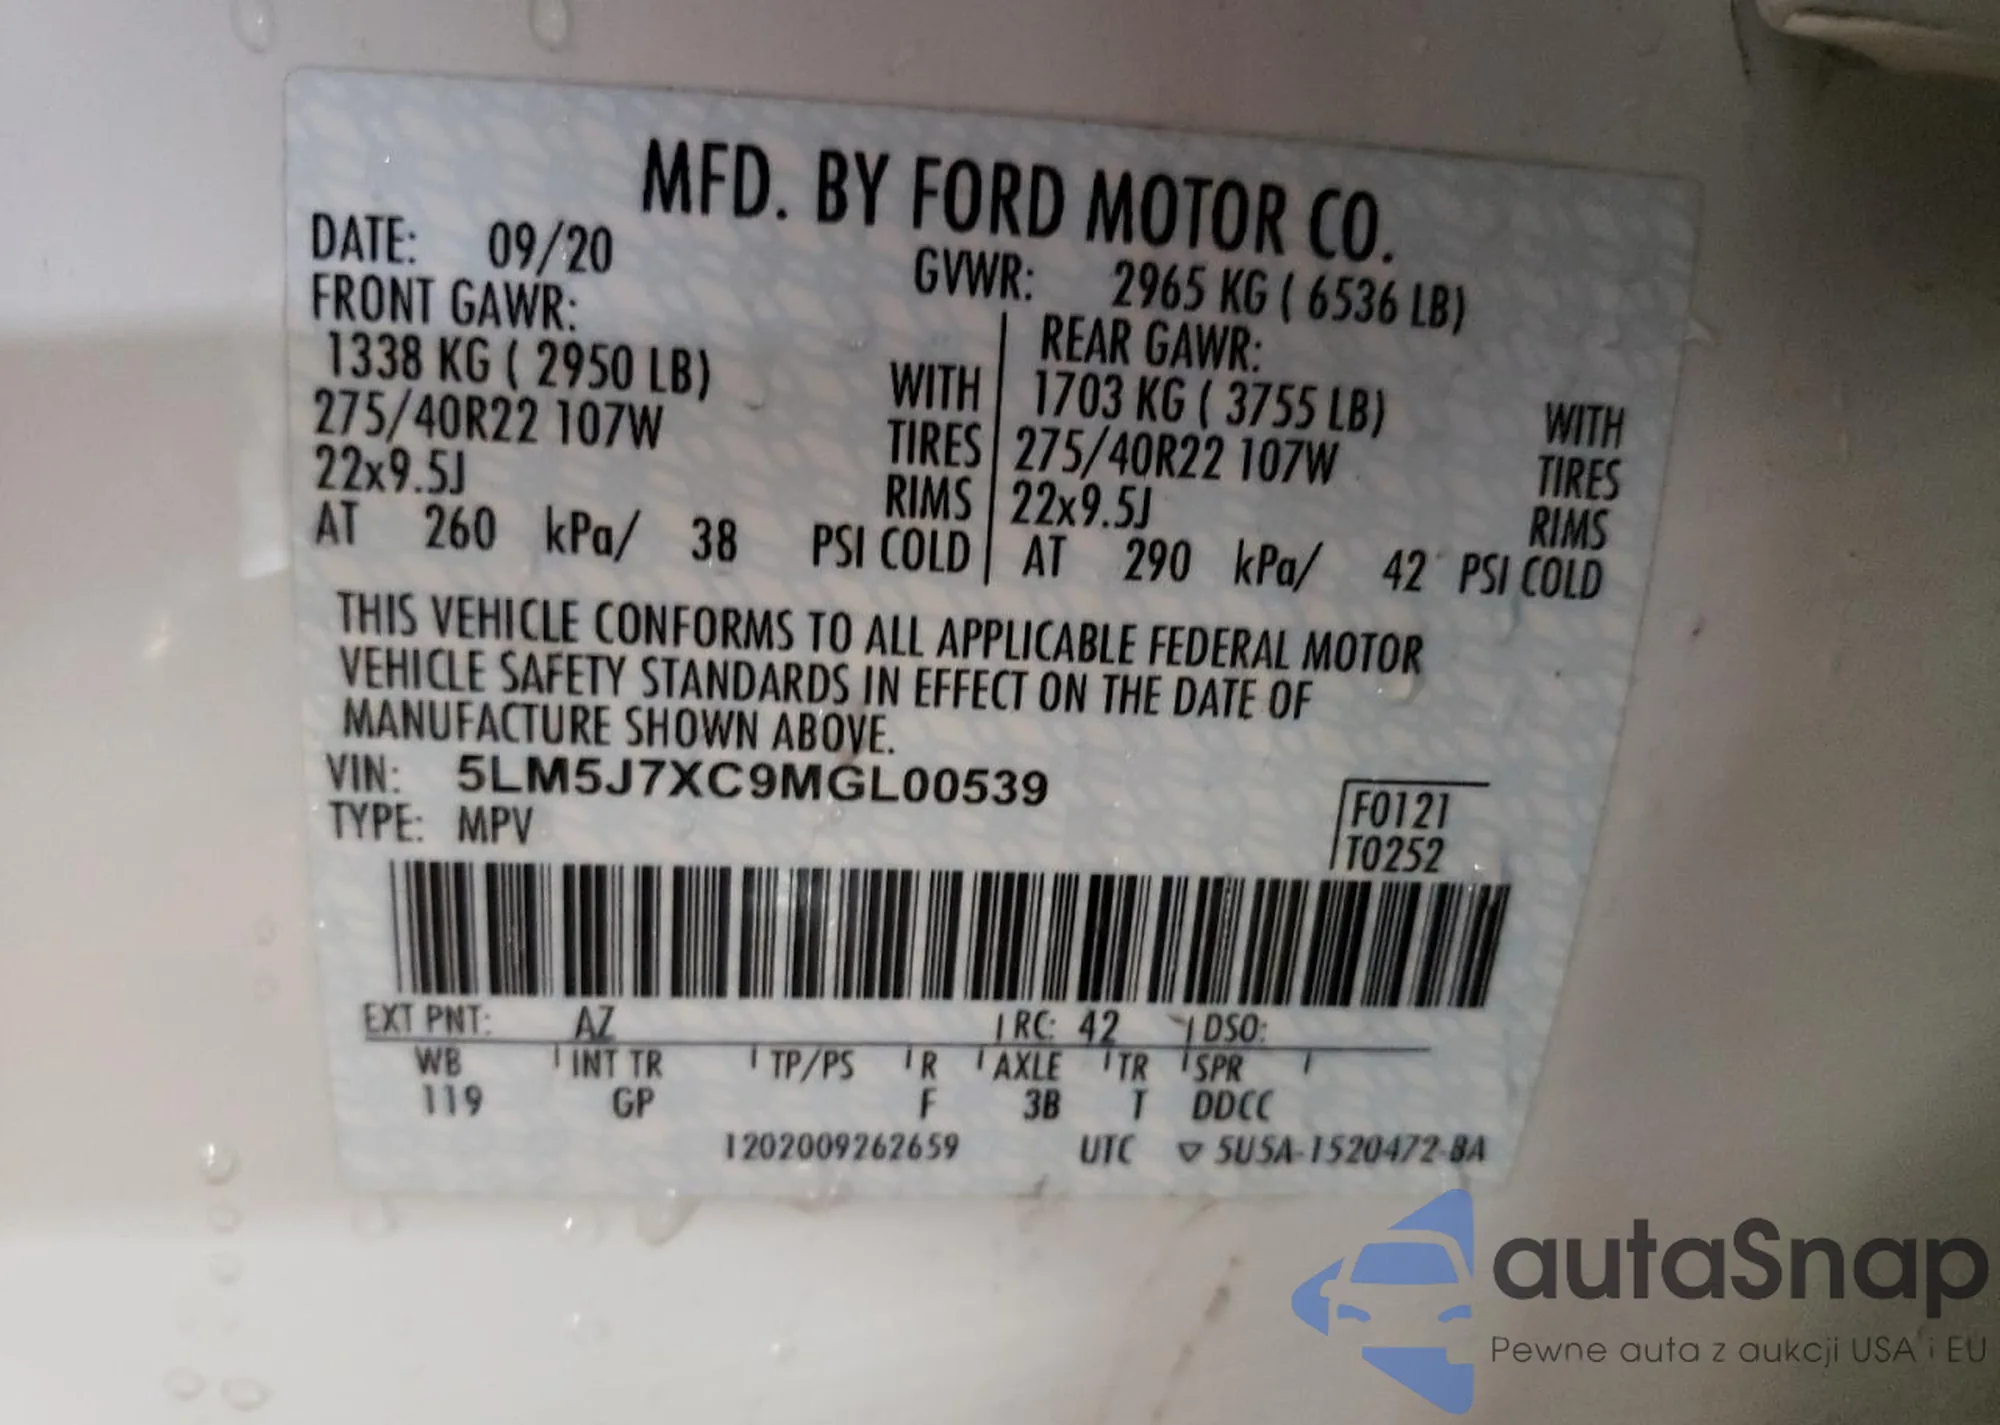 MFD. BY FORD MOTOR CO.
DATE: 09/20
GVWR: 2965 KG ( 6536 LB)
FRONT GAWR:
1338 KG ( 2950 LB) WITH
275/40R22 107W TIRES
22x9.5J RIMS
AT 260 kPa/ 38 PSI COLD
REAR GAWR:
1703 KG ( 3755 LB) WITH
275/40R22 107W TIRES
22x9.5J RIMS
AT 290 kPa/ 42 PSI COLD
THIS VEHICLE CONFORMS TO ALL APPLICABLE FEDERAL MOTOR
VEHICLE SAFETY STANDARDS IN EFFECT ON THE DATE OF
MANUFACTURE SHOWN ABOVE.
VIN: 5LM5J7XC9MGL00539
TYPE: MPV
F0121
T0252
EXT PNT: AZ RC: 42 DSO:
WB INT TR TP/PS R AXLE TR SPR
119 GP F 3B T DDCC
1202009262659 UTC ▽ 5U5A-1520472-BA
autaSnap
Pewne auta z aukcji USA i EU